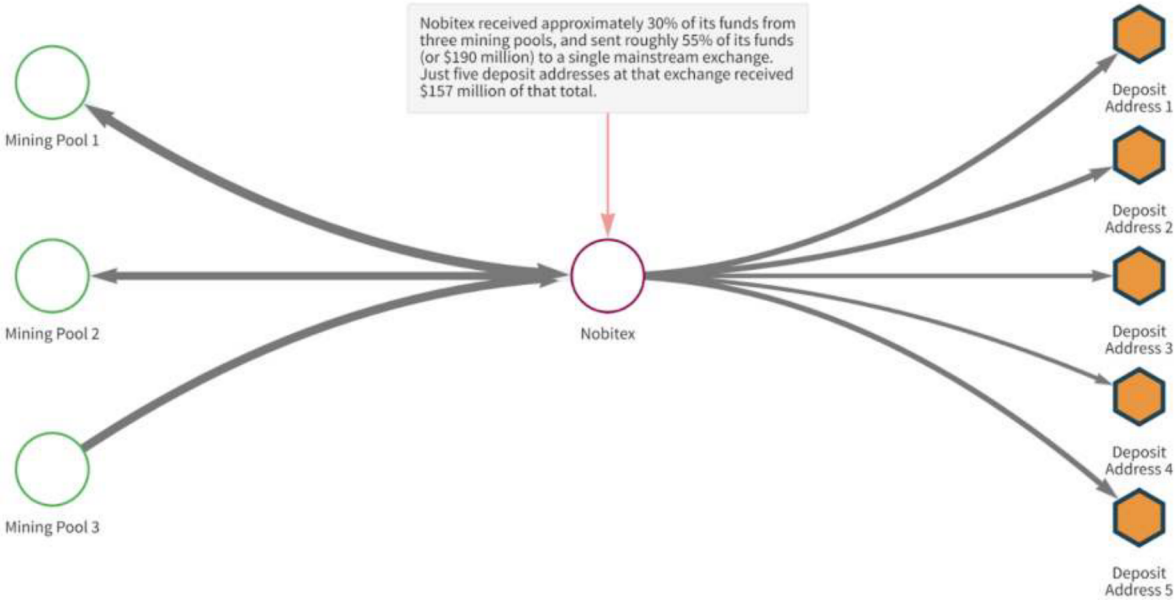 Nobitex received approximately 30% of its funds from
three mining pools, and sent roughly 55% of its funds
(or $190 million) to a single mainstream exchange.
Just five deposit addresses at that exchange received
$157 million of that total.
Mining Pool 1
Mining Pool 2
Mining Pool 3
Nobitex
Deposit
Address 1
Deposit
Address 2
Deposit
Address 3
Deposit
Address 4
Deposit
Address 5